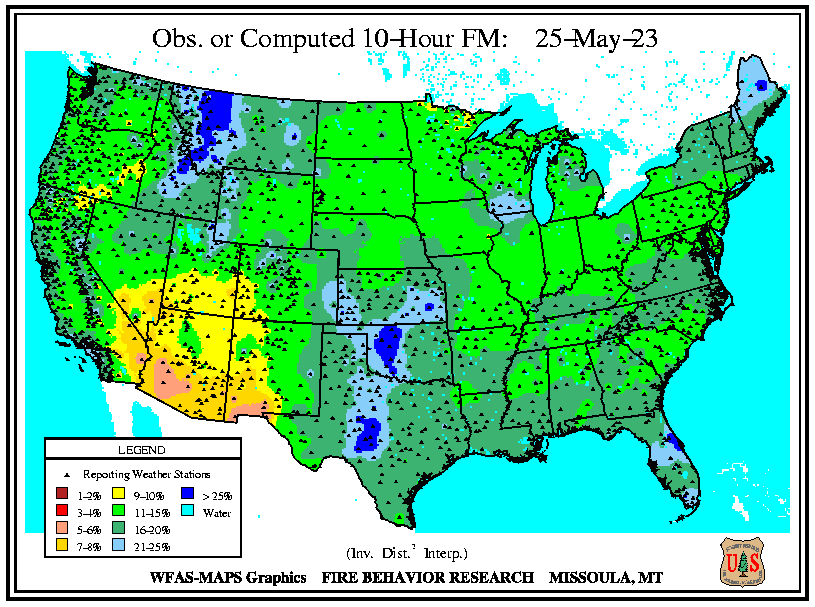 Obs. or Computed 10-Hour FM: 25-May-23
LEGEND
Reporting Weather Stations
1-2% 9-10% > 25%
3-4% 11-15% Water
5-6% 16-20%
7-8% 21-25%
(Inv. Dist.² Interp.)
WFAS-MAPS Graphics FIRE BEHAVIOR RESEARCH MISSOULA, MT
U S